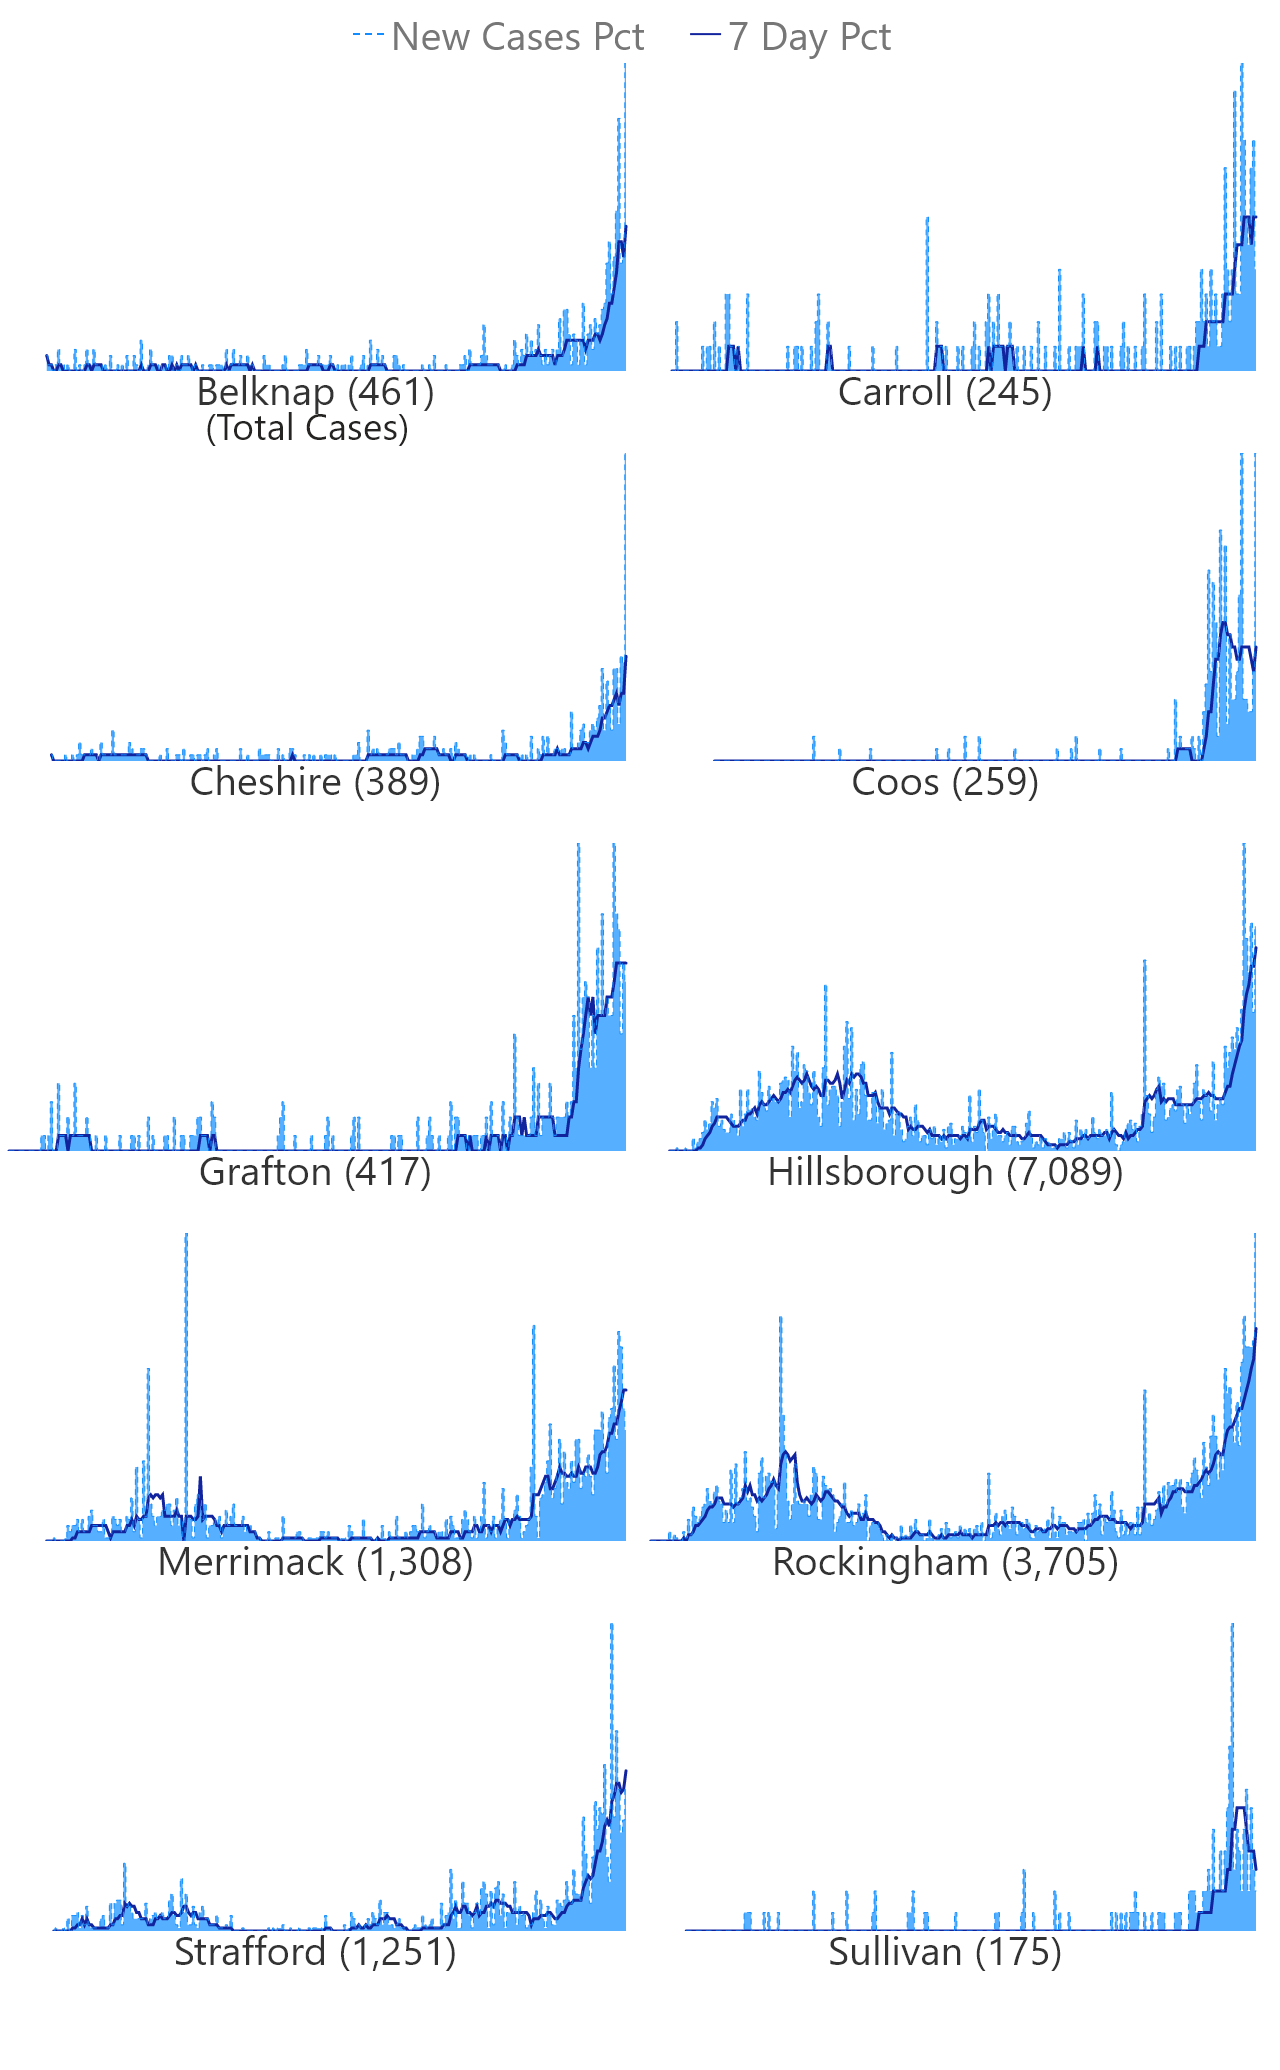 New Cases Pct 7 Day Pct
Belknap (461) Carroll (245)
(Total Cases)
Cheshire (389) Coos (259)
Grafton (417) Hillsborough (7,089)
Merrimack (1,308) Rockingham (3,705)
Strafford (1,251) Sullivan (175)